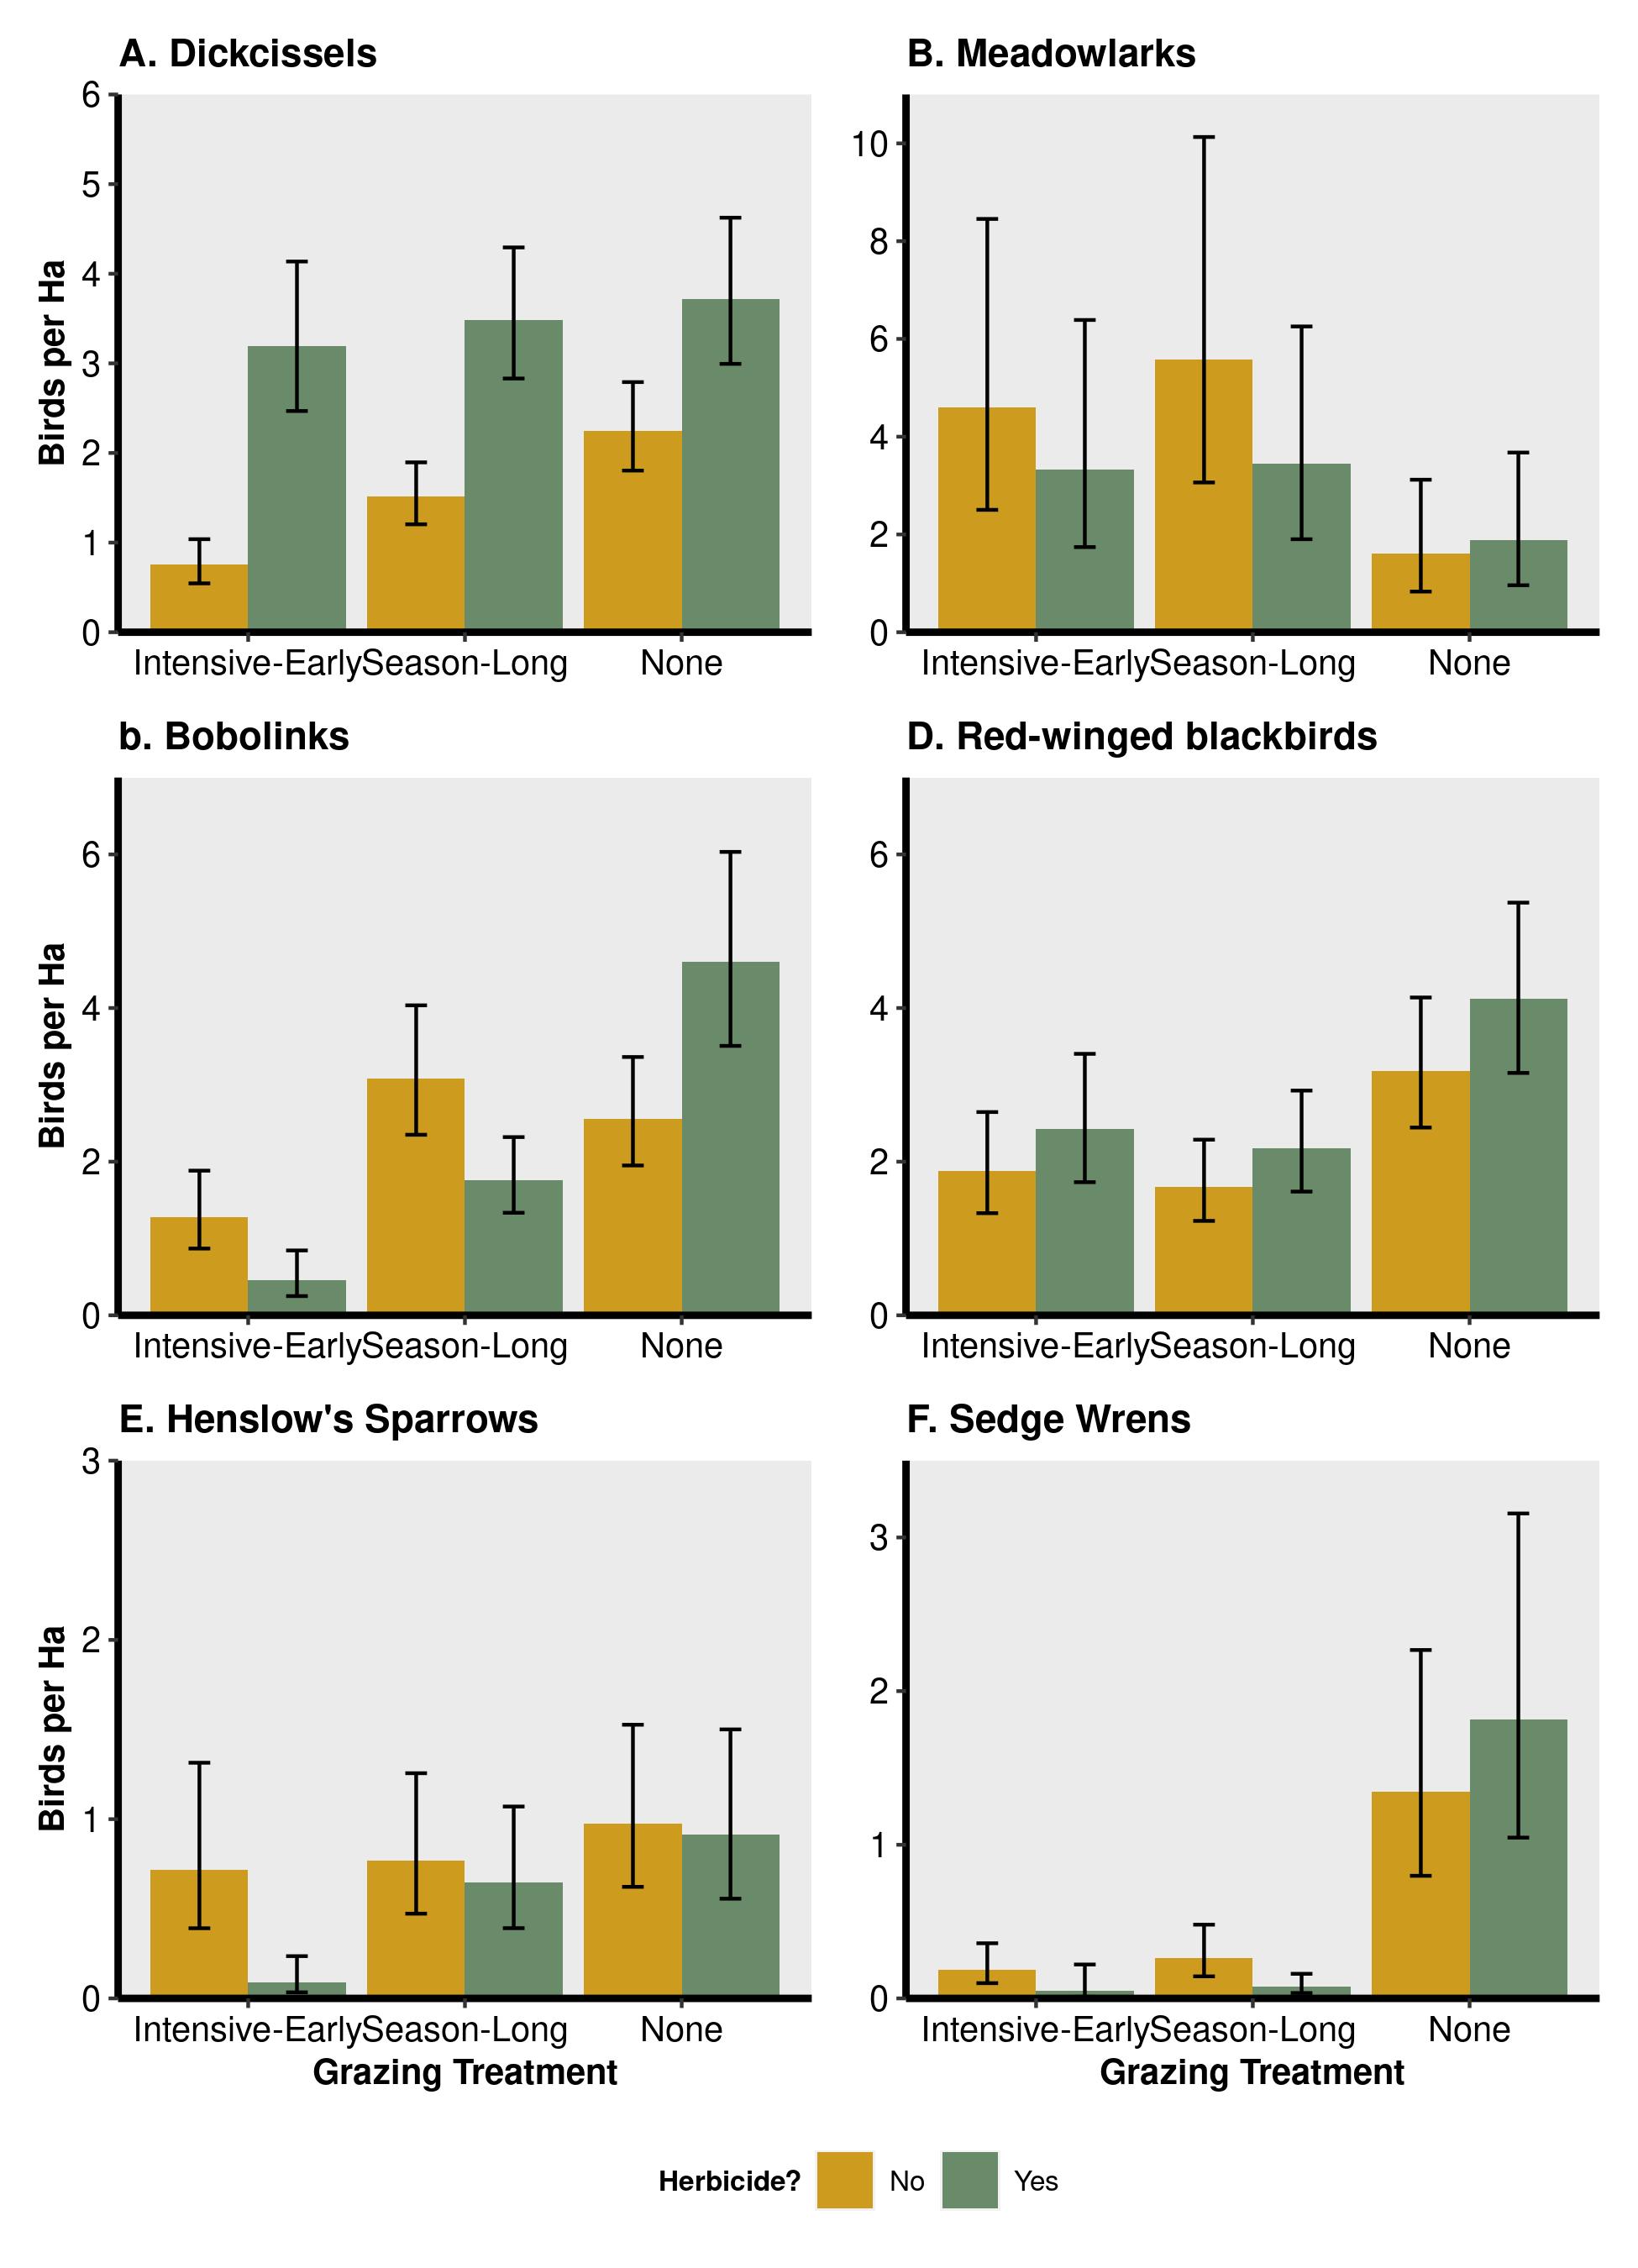 A. Dickcissels
Birds per Ha
6
5
4
3
2
1
0
Intensive-Early Season-Long None
B. Meadowlarks
10
8
6
4
2
0
Intensive-Early Season-Long None
b. Bobolinks
Birds per Ha
6
4
2
0
Intensive-Early Season-Long None
D. Red-winged blackbirds
6
4
2
0
Intensive-Early Season-Long None
E. Henslow's Sparrows
Birds per Ha
3
2
1
0
Intensive-Early Season-Long None
Grazing Treatment
F. Sedge Wrens
3
2
1
0
Intensive-Early Season-Long None
Grazing Treatment
Herbicide? No Yes